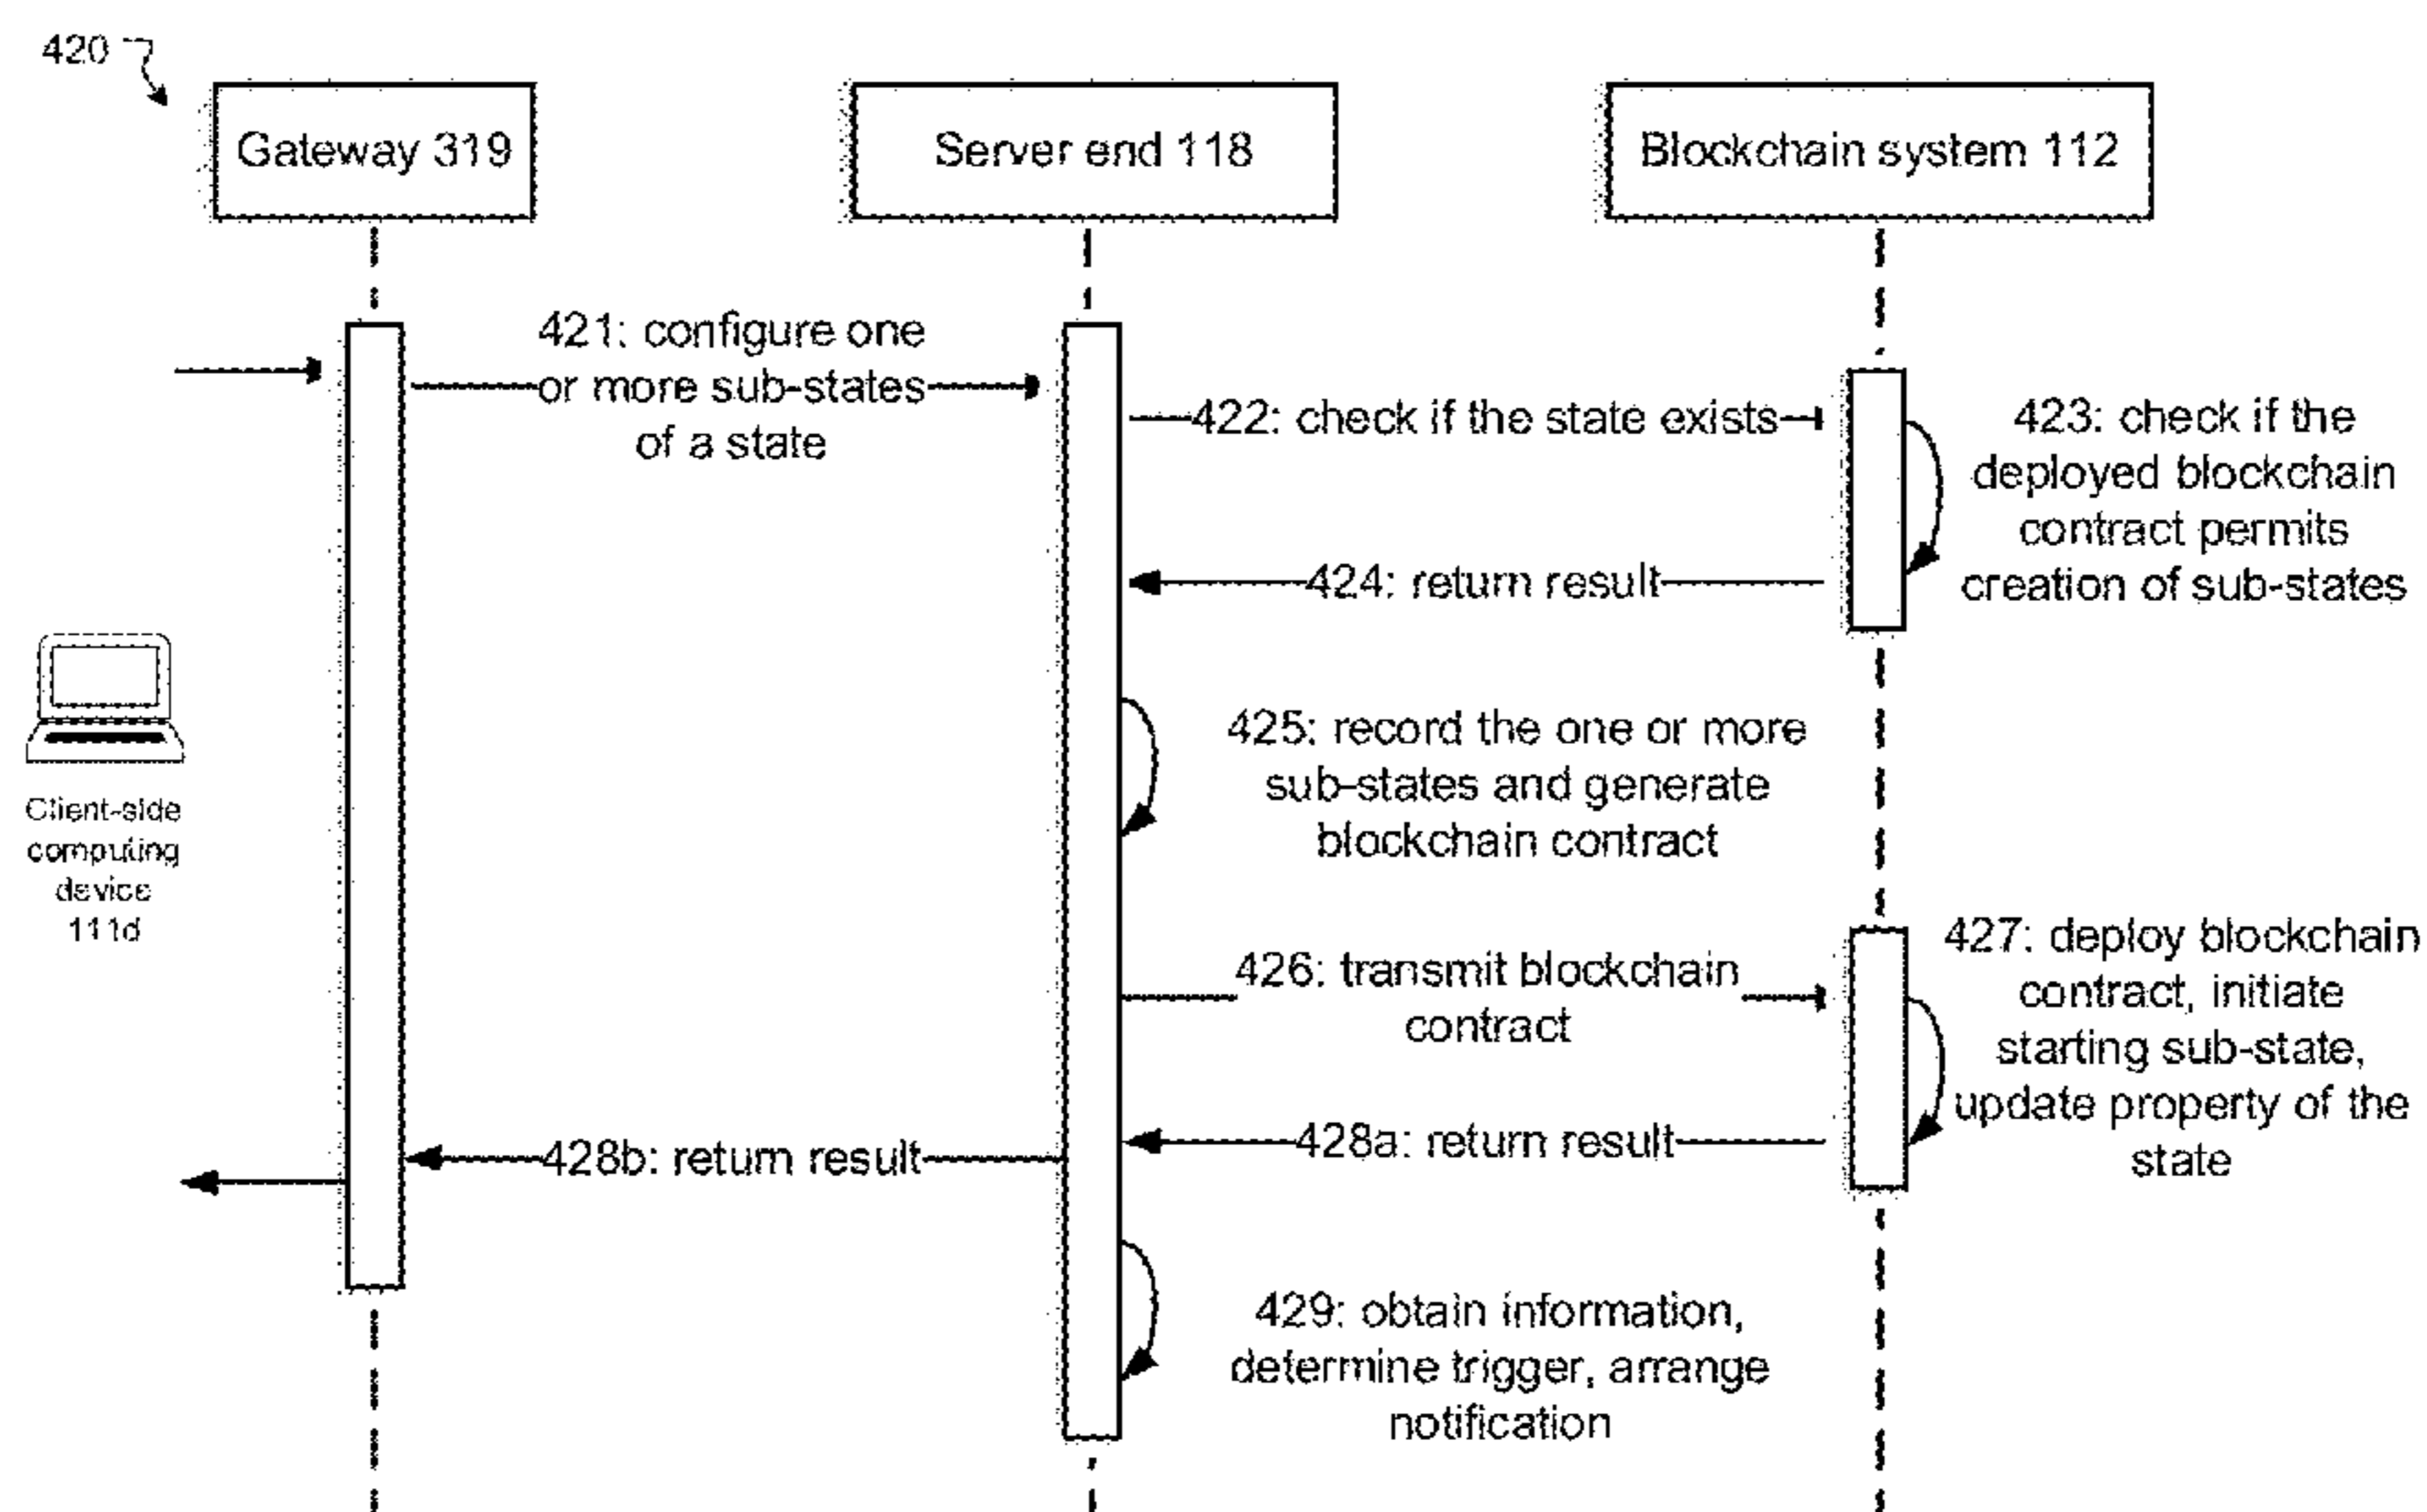 420
Gateway 319
Server end 118
Blockchain system 112
421: configure one
or more sub-states
of a state
422: check if the state exists
423: check if the
deployed blockchain
contract permits
creation of sub-states
424: return result
Client-side
computing
device
111d
425: record the one or more
sub-states and generate
blockchain contract
426: transmit blockchain
contract
427: deploy blockchain
contract, initiate
starting sub-state,
update property of the
state
428a: return result
428b: return result
429: obtain information,
determine trigger, arrange
notification